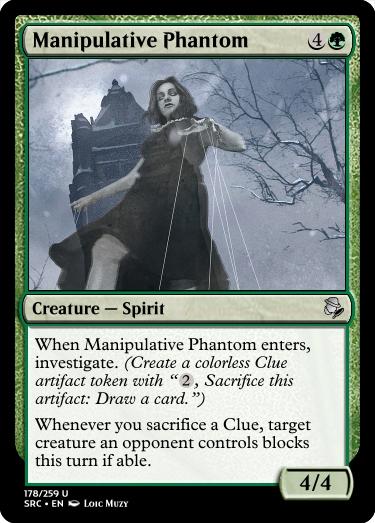 Manipulative Phantom 4
Creature — Spirit
When Manipulative Phantom enters,
investigate. (Create a colorless Clue
artifact token with “2, Sacrifice this
artifact: Draw a card.”)
Whenever you sacrifice a Clue, target
creature an opponent controls blocks
this turn if able.
4/4
178/259 U
SRC • EN Loic Muzy